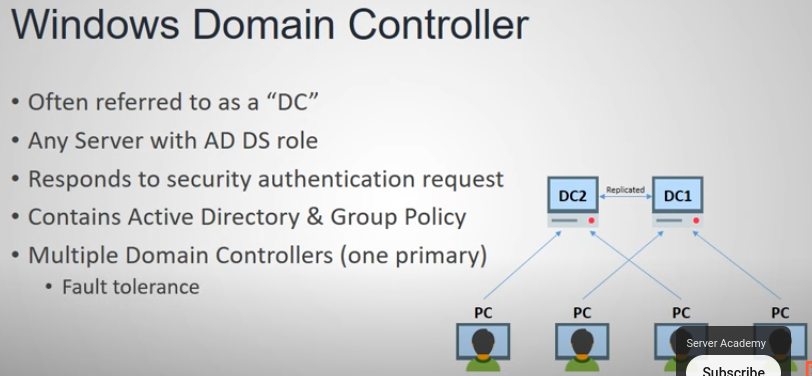 Windows Domain Controller
• Often referred to as a “DC”
• Any Server with AD DS role
• Responds to security authentication request
• Contains Active Directory & Group Policy
• Multiple Domain Controllers (one primary)
• Fault tolerance
DC2
Replicated
DC1
PC
PC
PC
PC
Server Academy
Subscribe